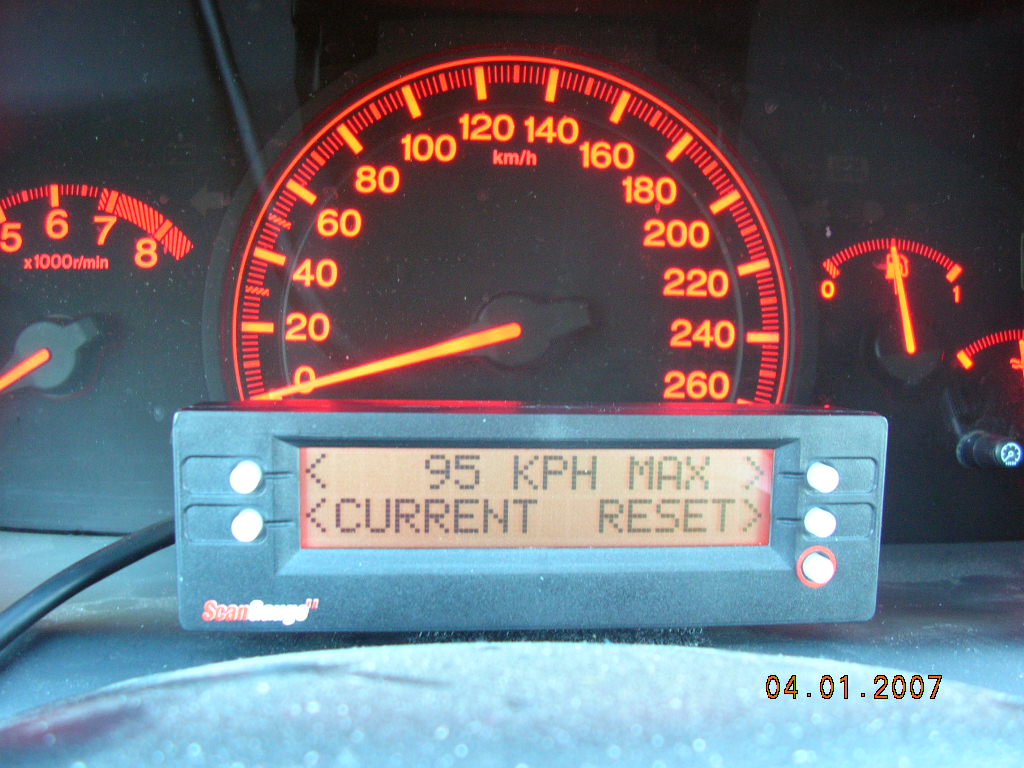 120 140
100 km/h 160
80 180
60 200
40 220
20 240
0 260
5 6 7 8
x1000r/min
0 1
< 95 KPH MAX >
<CURRENT RESET>
ScanGauge II
04.01.2007